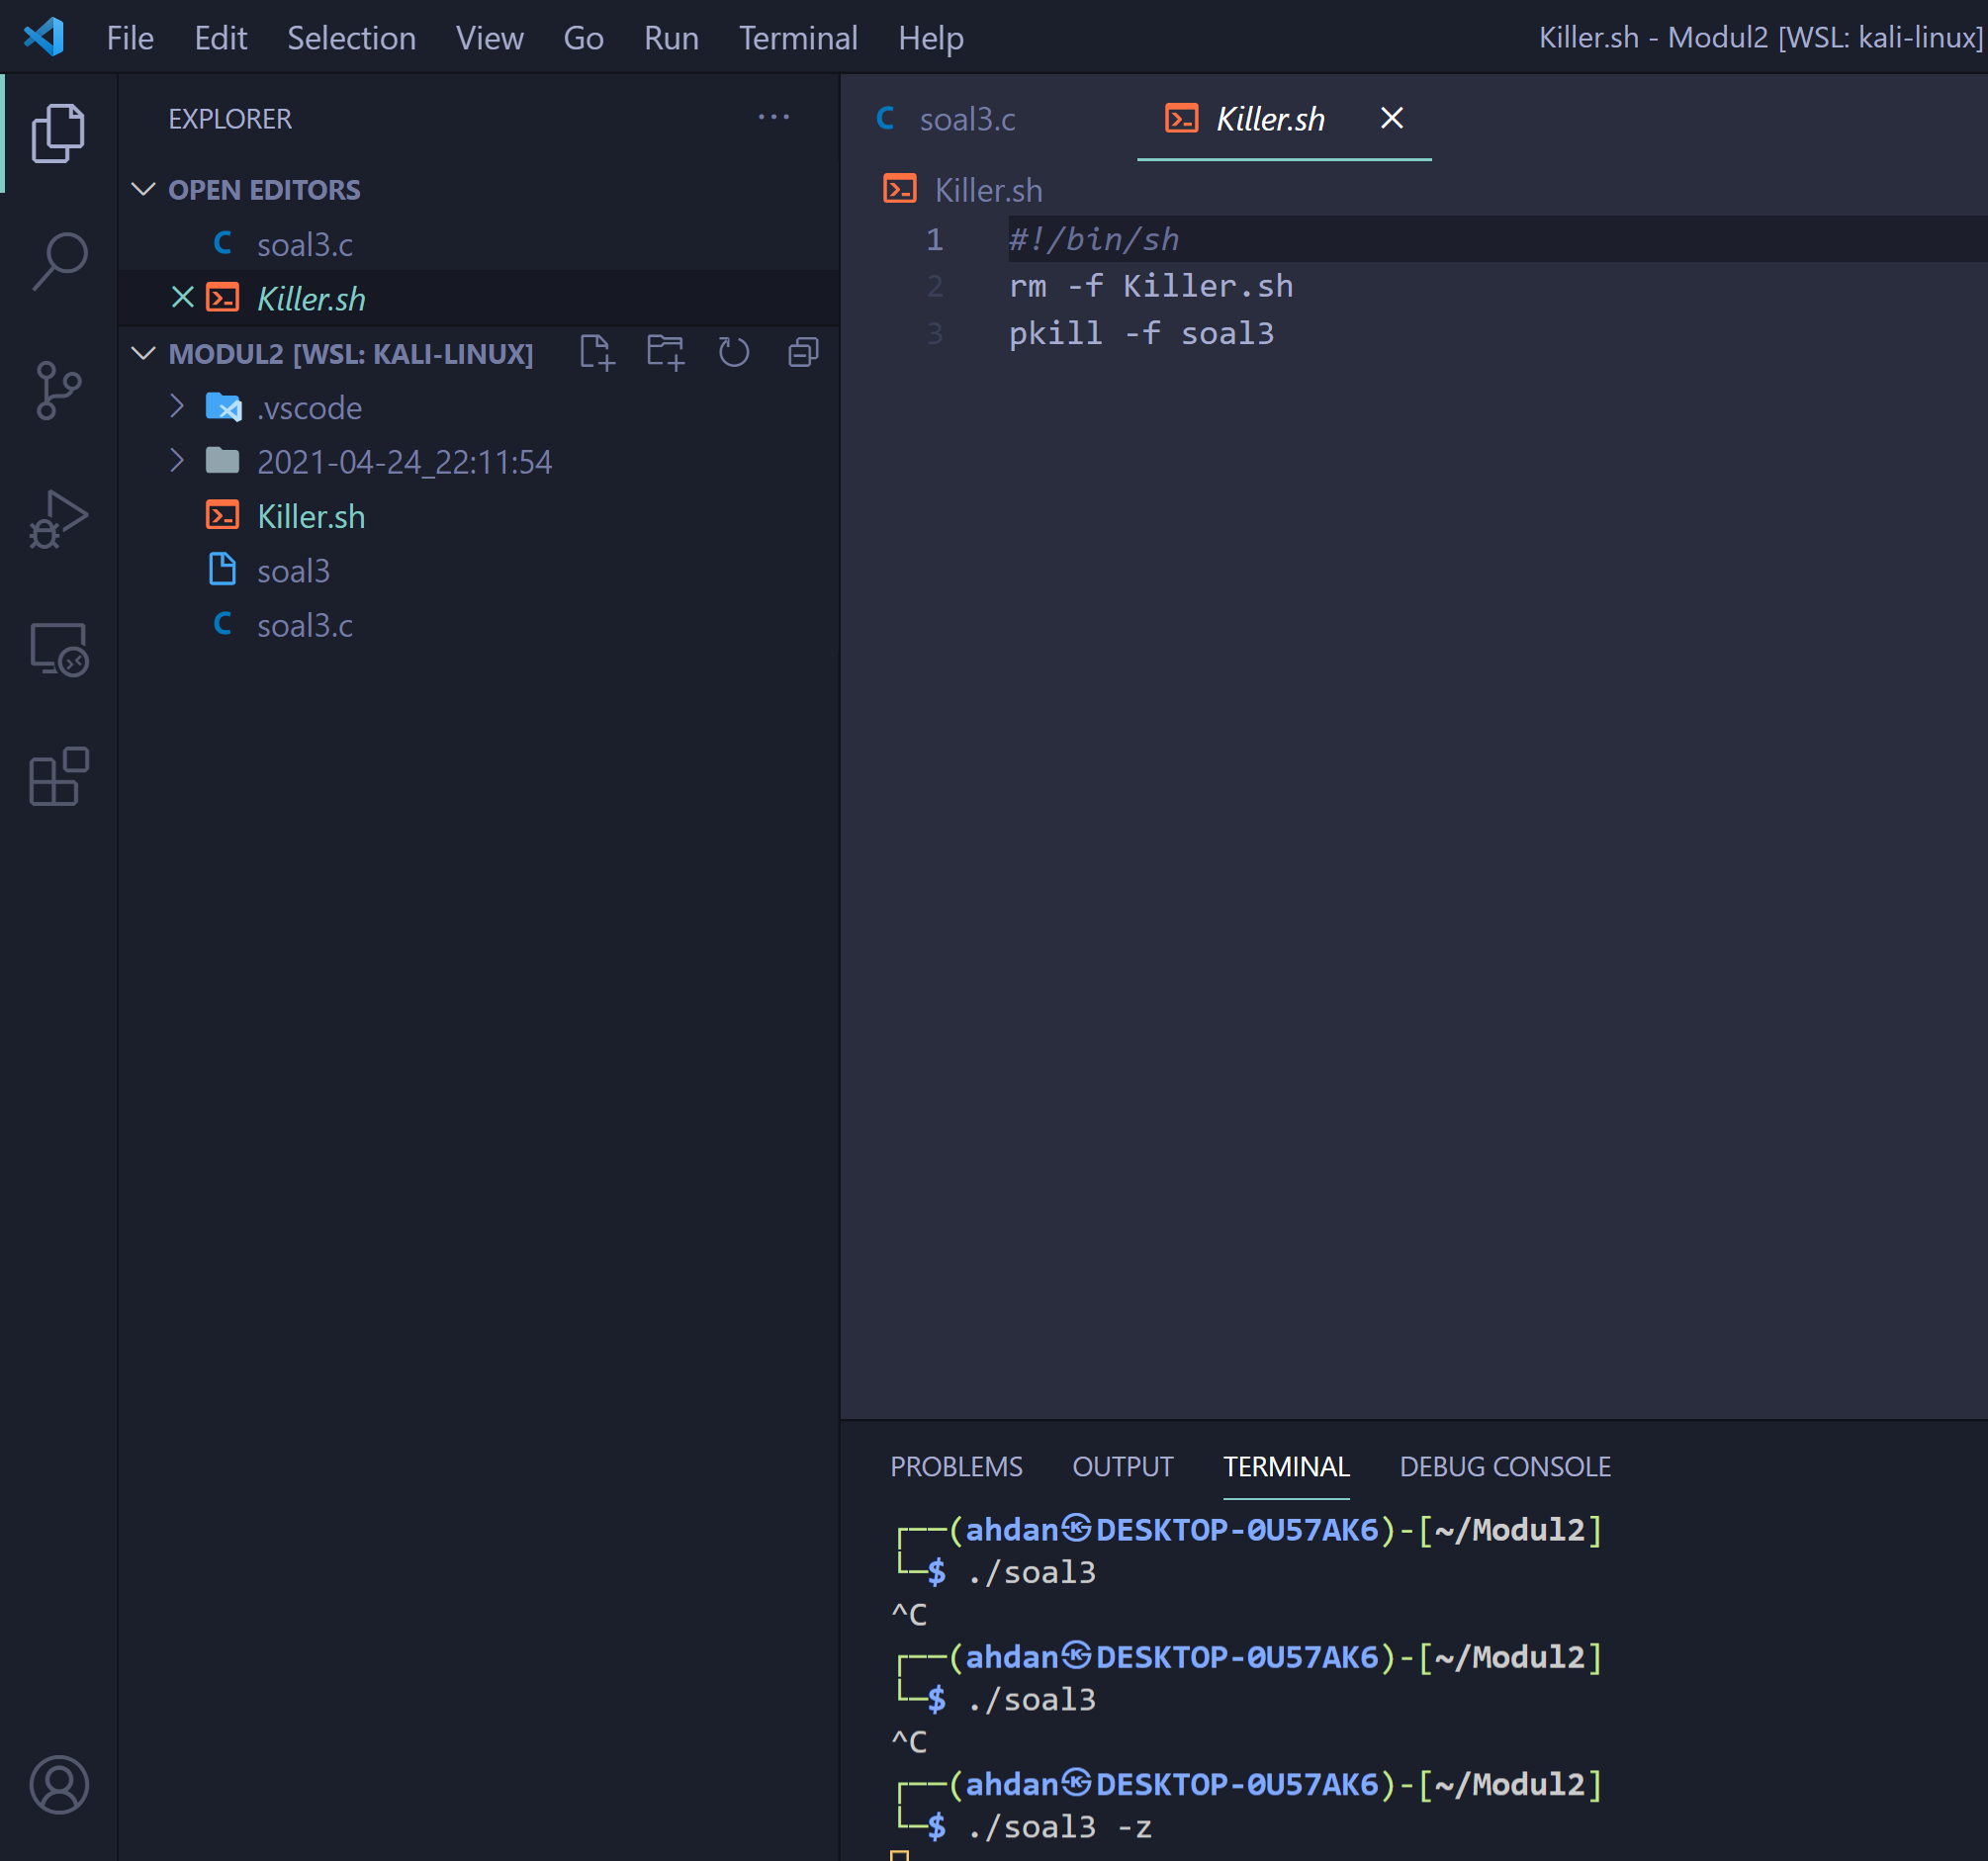 File Edit Selection View Go Run Terminal Help Killer.sh - Modul2 [WSL: kali-linux]
EXPLORER
OPEN EDITORS
soal3.c
Killer.sh
MODUL2 [WSL: KALI-LINUX]
.vscode
2021-04-24_22:11:54
Killer.sh
soal3
soal3.c
soal3.c Killer.sh
Killer.sh
1 #!/bin/sh
2 rm -f Killer.sh
3 pkill -f soal3
PROBLEMS OUTPUT TERMINAL DEBUG CONSOLE
┌──(ahdan㉿DESKTOP-0U57AK6)-[~/Modul2]
└─$ ./soal3
^C
┌──(ahdan㉿DESKTOP-0U57AK6)-[~/Modul2]
└─$ ./soal3
^C
┌──(ahdan㉿DESKTOP-0U57AK6)-[~/Modul2]
└─$ ./soal3 -z